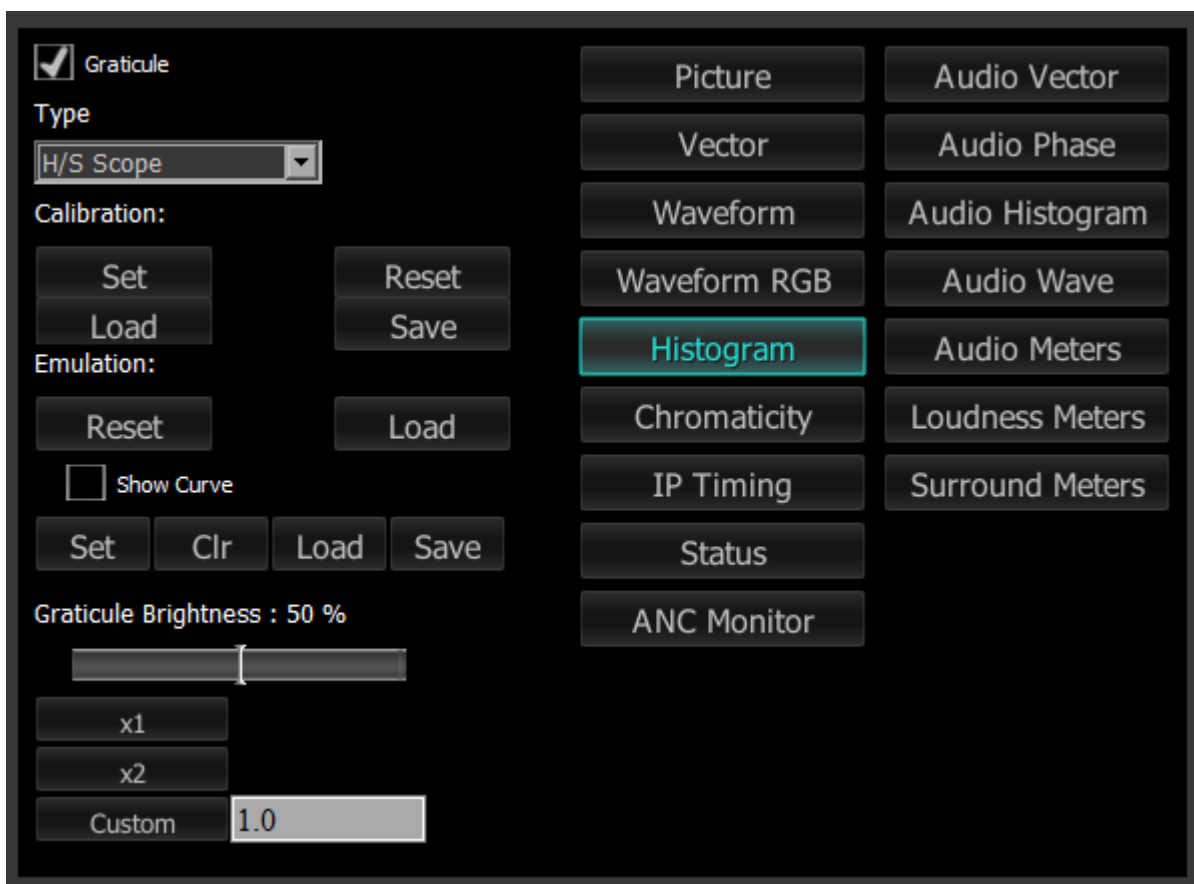 Graticule
Type
H/S Scope
Calibration:
Set Reset
Load Save
Emulation:
Reset Load
Show Curve
Set Clr Load Save
Graticule Brightness : 50 %
x1
x2
Custom 1.0
Picture Audio Vector
Vector Audio Phase
Waveform Audio Histogram
Waveform RGB Audio Wave
Histogram Audio Meters
Chromaticity Loudness Meters
IP Timing Surround Meters
Status
ANC Monitor